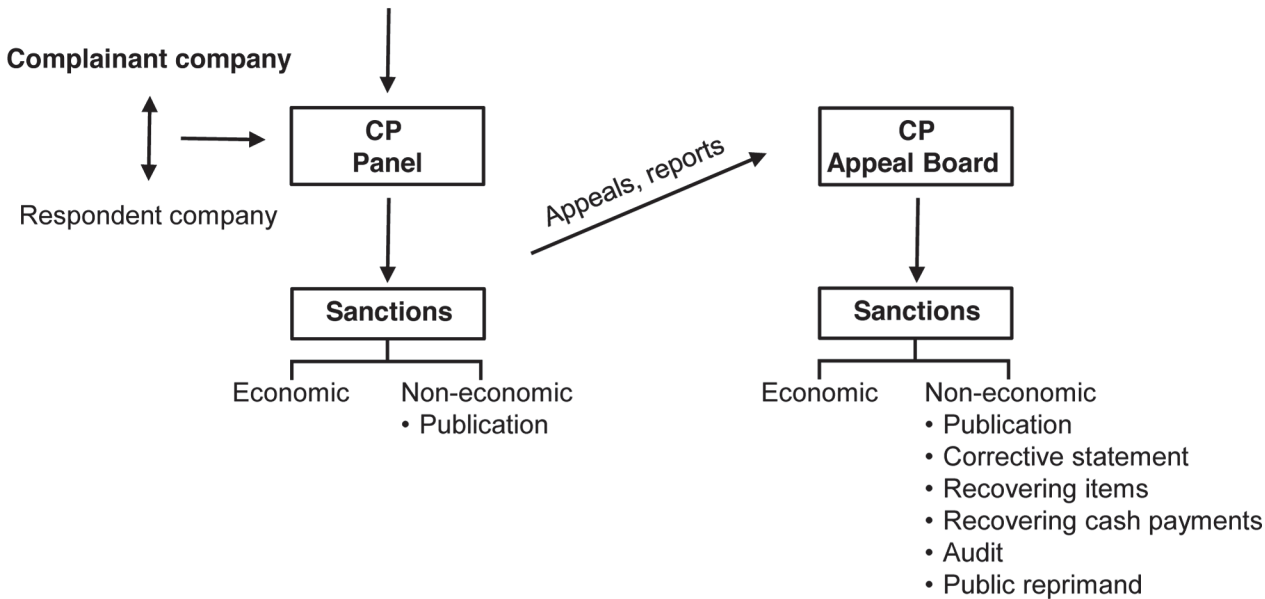 Complainant company
Respondent company
CP
Panel
Appeals, reports
CP
Appeal Board
Sanctions
Economic
Non-economic
• Publication
Sanctions
Economic
Non-economic
• Publication
• Corrective statement
• Recovering items
• Recovering cash payments
• Audit
• Public reprimand